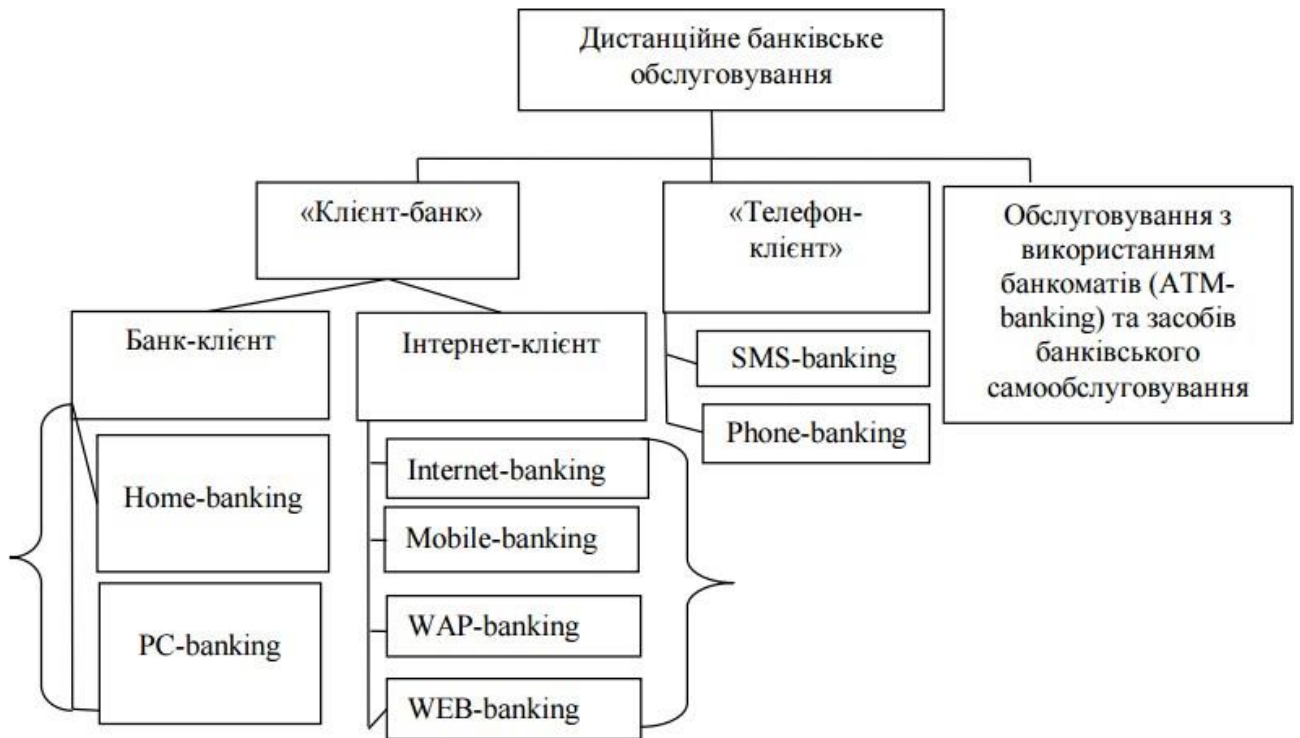 Дистанційне банківське
обслуговування
«Клієнт-банк»
«Телефон-
клієнт»
Обслуговування з
використанням
банкоматів (ATM-
banking) та засобів
банківського
самообслуговування
Банк-клієнт
Інтернет-клієнт
SMS-banking
Phone-banking
Home-banking
PC-banking
Internet-banking
Mobile-banking
WAP-banking
WEB-banking